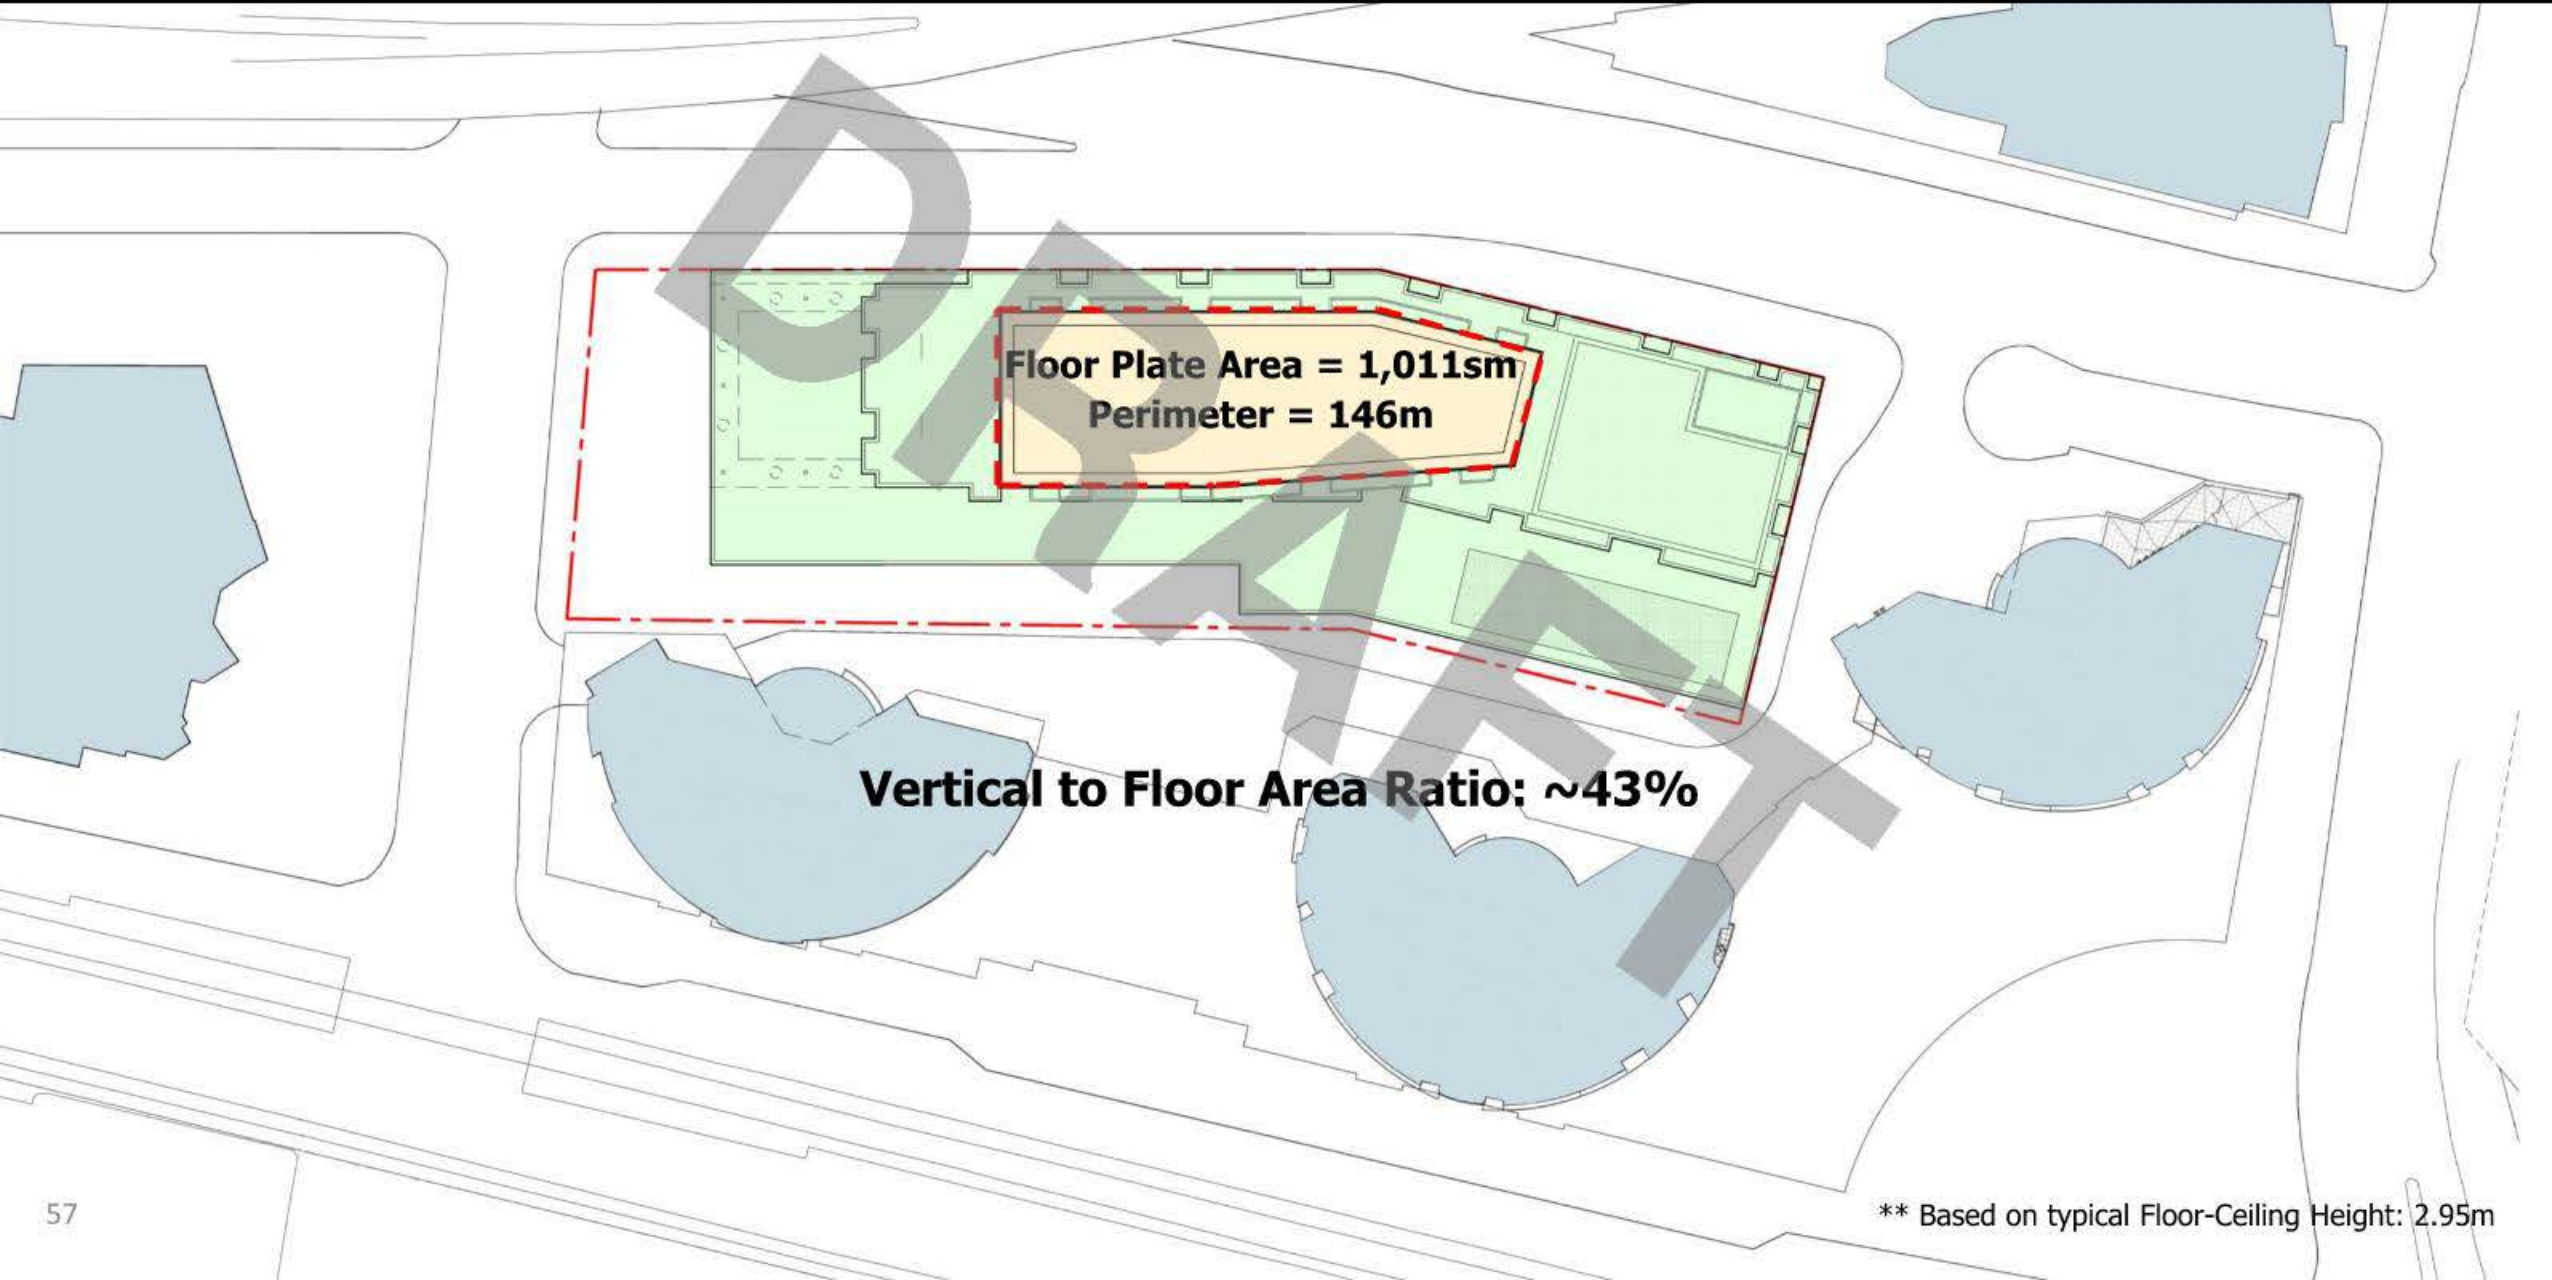 DRAFT
Floor Plate Area = 1,011sm
Perimeter = 146m
Vertical to Floor Area Ratio: ~43%
57
** Based on typical Floor-Ceiling Height: 2.95m